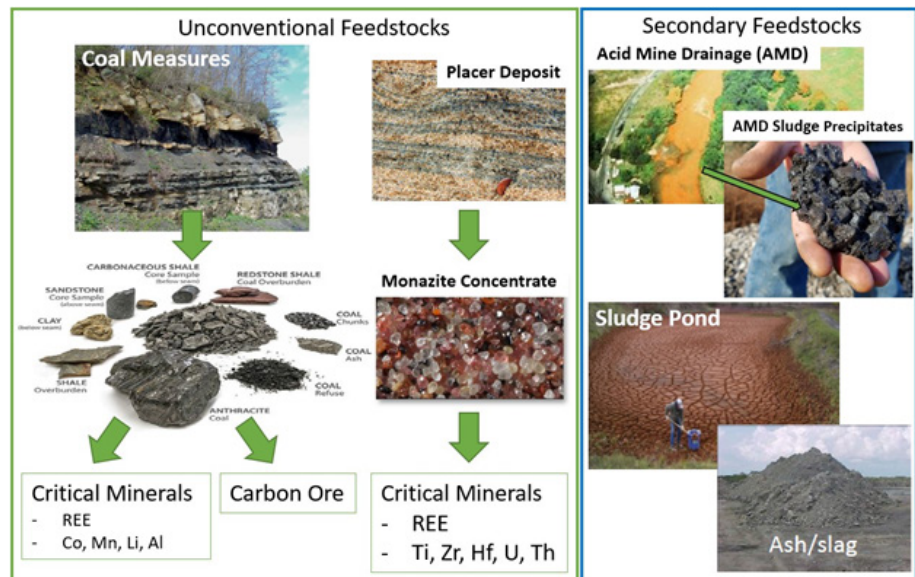 Unconventional Feedstocks
Coal Measures
Placer Deposit
CARBONACEOUS SHALE
Core Sample
(below seam)
REDSTONE SHALE
Coal Overburden
SANDSTONE
Core Sample
(above seam)
CLAY
(below seam)
COAL
Chunks
COAL
Ash
SHALE
Overburden
COAL
Refuse
ANTHRACITE
Coal
Monazite Concentrate
Critical Minerals
- REE
- Co, Mn, Li, Al
Carbon Ore
Critical Minerals
- REE
- Ti, Zr, Hf, U, Th
Secondary Feedstocks
Acid Mine Drainage (AMD)
AMD Sludge Precipitates
Sludge Pond
Ash/slag